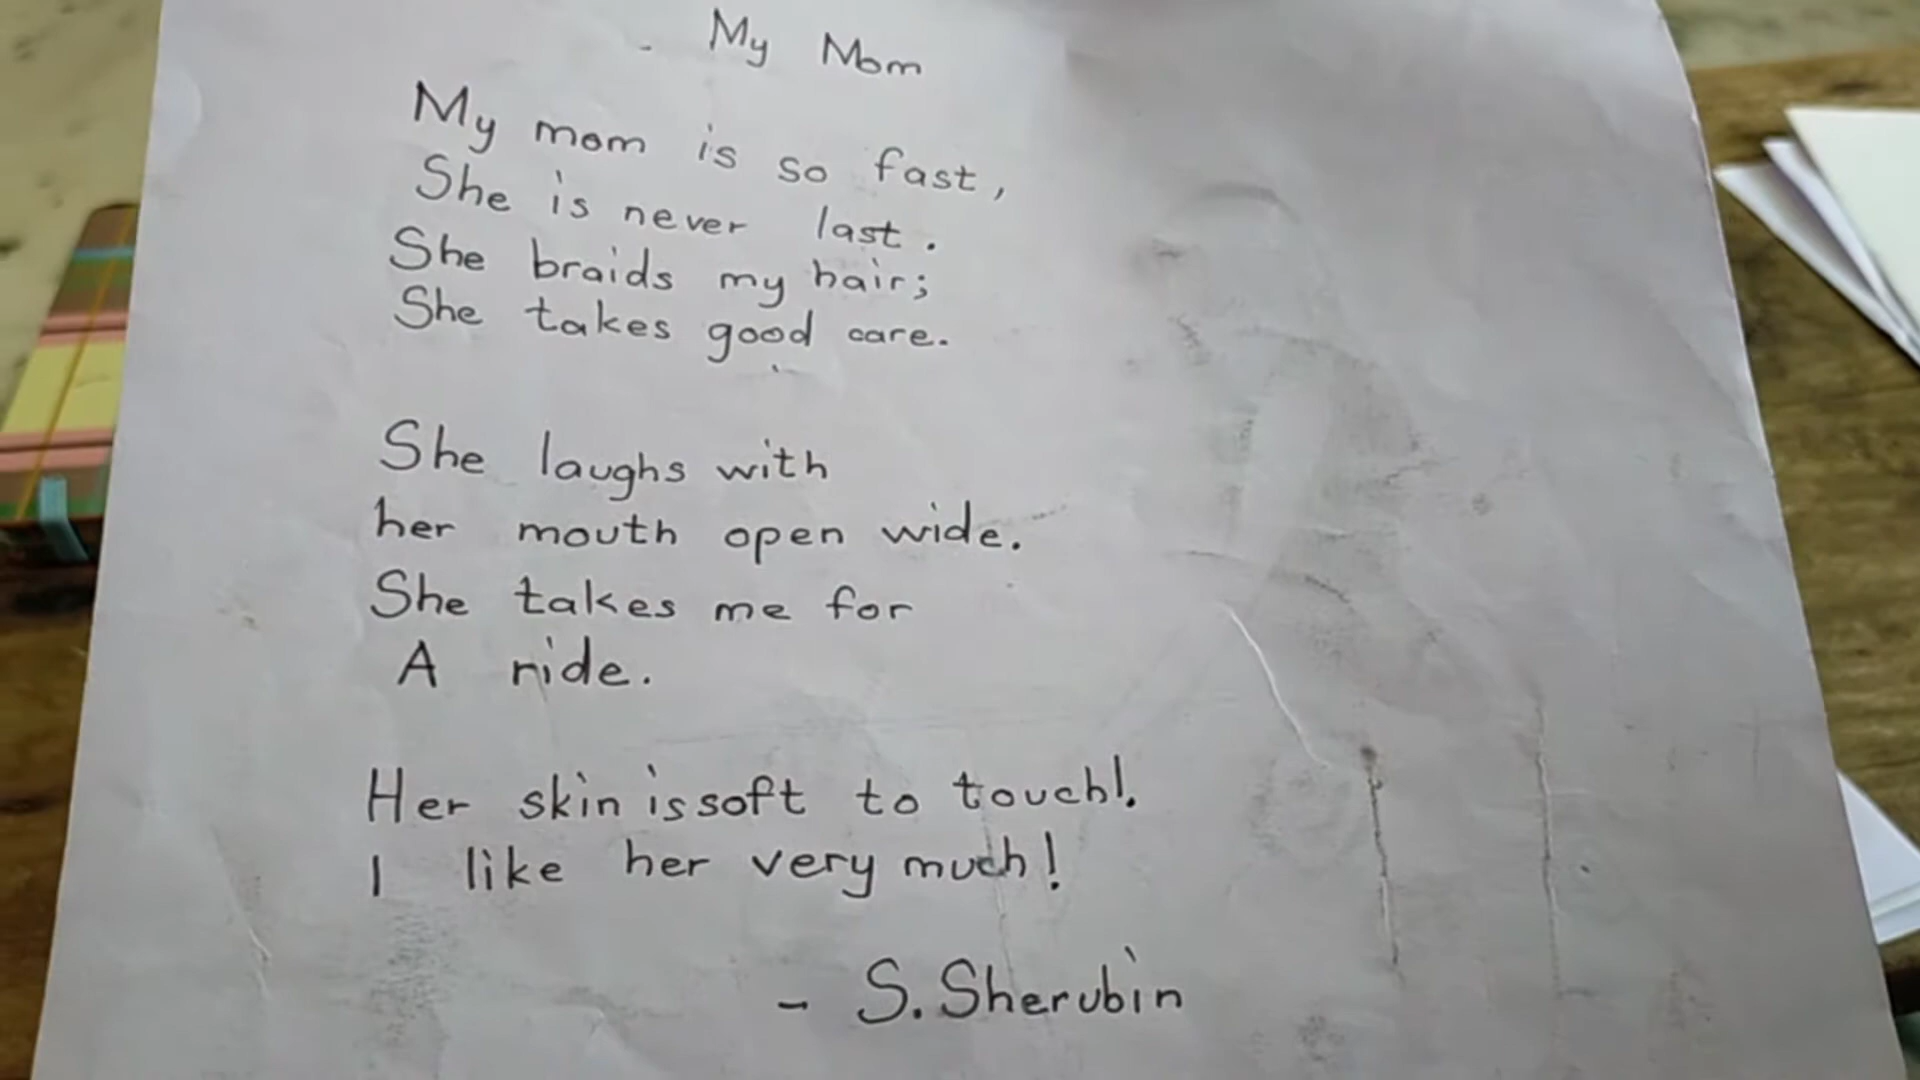 My Mom
My mom is so fast,
She is never last.
She braids my hair;
She takes good care.
She laughs with
her mouth open wide.
She takes me for
A ride.
Her skin is soft to touch!.
I like her very much!
- S. Sherubin